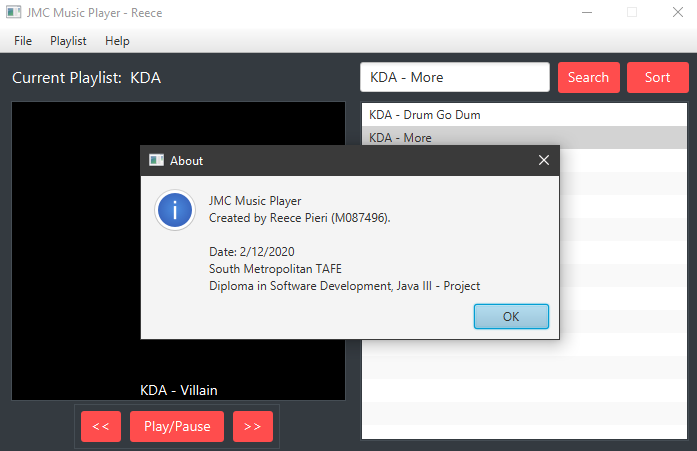 JMC Music Player - Reece
File Playlist Help
Current Playlist: KDA
KDA - More
Search
Sort
KDA - Drum Go Dum
KDA - More
About
JMC Music Player
Created by Reece Pieri (M087496).
Date: 2/12/2020
South Metropolitan TAFE
Diploma in Software Development, Java III - Project
OK
KDA - Villain
<< Play/Pause >>